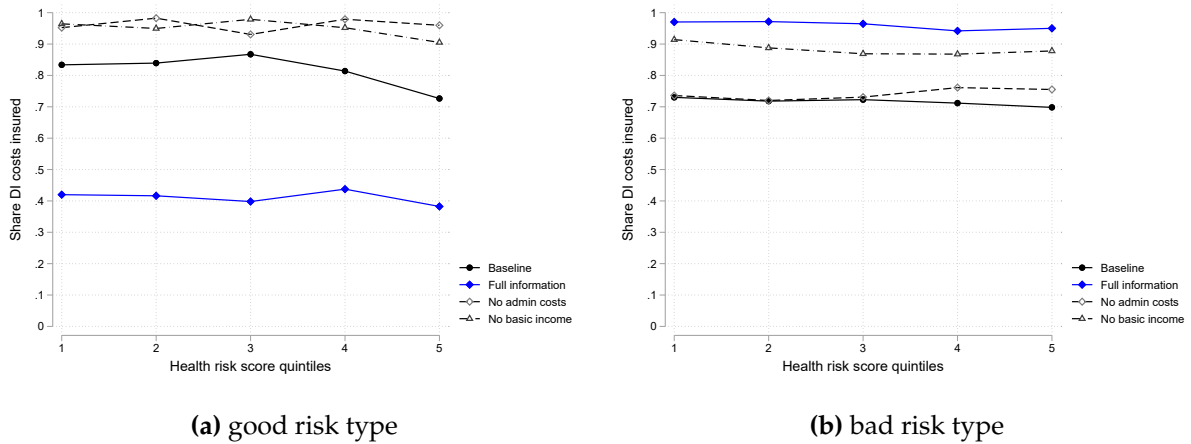 Share DI costs insured
1
.9
.8
.7
.6
.5
.4
.3
.2
.1
0
1 2 3 4 5
Health risk score quintiles
Baseline
Full information
No admin costs
No basic income
(a) good risk type
Share DI costs insured
1
.9
.8
.7
.6
.5
.4
.3
.2
.1
0
1 2 3 4 5
Health risk score quintiles
Baseline
Full information
No admin costs
No basic income
(b) bad risk type